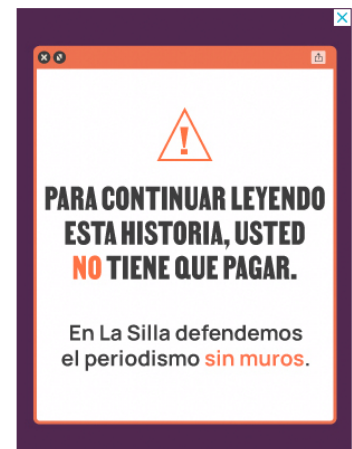 PARA CONTINUAR LEYENDO
ESTA HISTORIA, USTED
NO TIENE QUE PAGAR.
En La Silla defendemos
el periodismo sin muros.